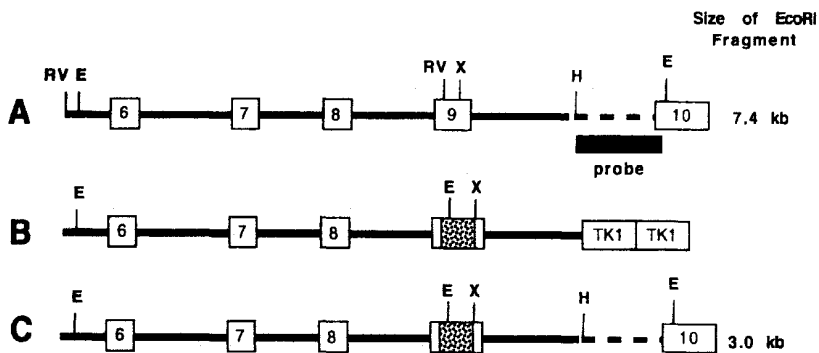 Size of EcoRI
Fragment
RV E RV X H E
A 6 7 8 9 10 7.4 kb
probe
E E X
B 6 7 8 TK1 TK1
E E X H E
C 6 7 8 10 3.0 kb